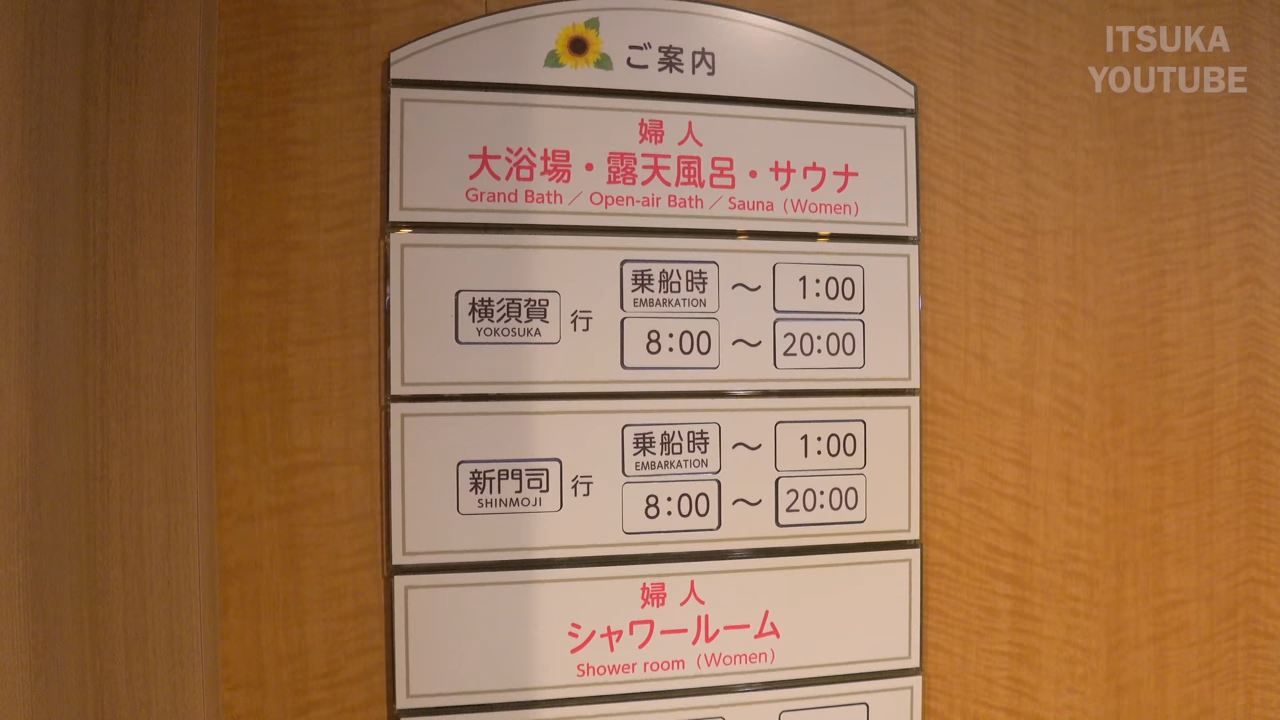 ITSUKA
YOUTUBE
ご案内
婦人
大浴場・露天風呂・サウナ
Grand Bath / Open-air Bath / Sauna (Women)
横須賀 行
YOKOSUKA
乗船時 ~ 1:00
EMBARKATION
8:00 ~ 20:00
新門司 行
SHINMOJI
乗船時 ~ 1:00
EMBARKATION
8:00 ~ 20:00
婦人
シャワールーム
Shower room (Women)